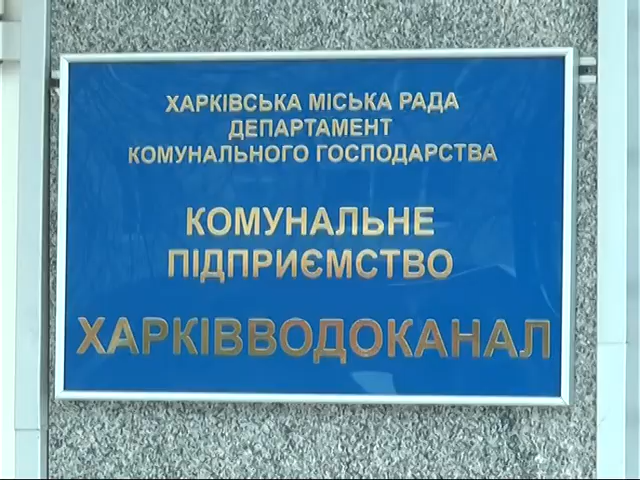 ХАРКІВСЬКА МІСЬКА РАДА
ДЕПАРТАМЕНТ
КОМУНАЛЬНОГО ГОСПОДАРСТВА
КОМУНАЛЬНЕ
ПІДПРИЄМСТВО
ХАРКІВВОДОКАНАЛ